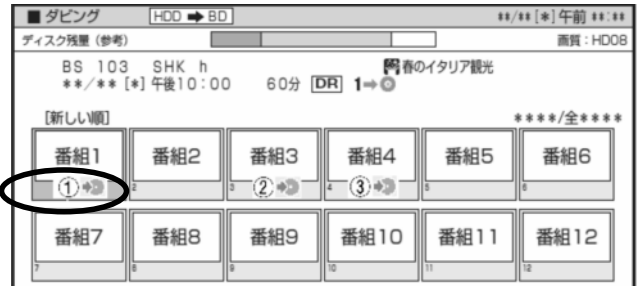 ■ ダビング HDD ➡ BD **/**[*]午前 **:**
ディスク残量(参考) 画質:HD08
BS 103 SHK h 春のイタリア観光
**/**[*]午後10:00 60分 DR 1⇒
[新しい順] ****/全****
番組1 番組2 番組3 番組4 番組5 番組6
① ② ③
2 3 4 5 6
番組7 番組8 番組9 番組10 番組11 番組12
7 8 9 10 11 12